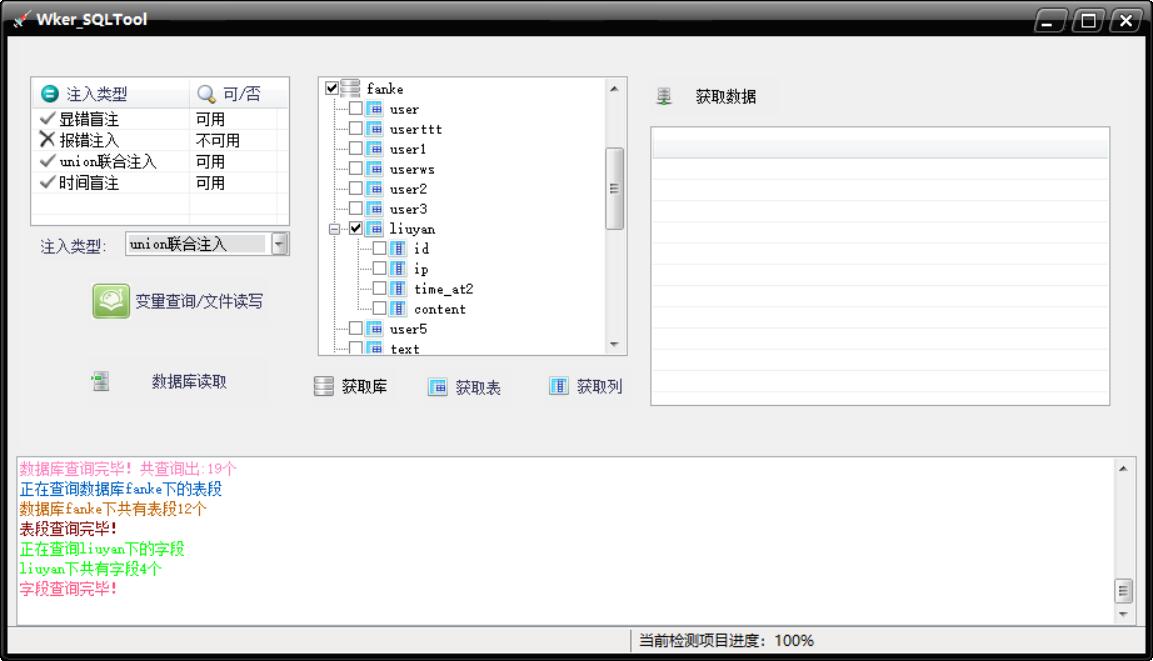 Wker_SQLTool
注入类型 可/否
显错盲注 可用
报错注入 不可用
union联合注入 可用
时间盲注 可用
注入类型: union联合注入
变量查询/文件读写
数据库读取
fanke
user
userttt
user1
userws
user2
user3
liuyan
id
ip
time_at2
content
user5
text
获取库 获取表 获取列
获取数据
数据库查询完毕! 共查询出:19个
正在查询数据库fanke下的表段
数据库fanke下共有表段12个
表段查询完毕!
正在查询liuyan下的字段
liuyan下共有字段4个
字段查询完毕!
当前检测项目进度: 100%